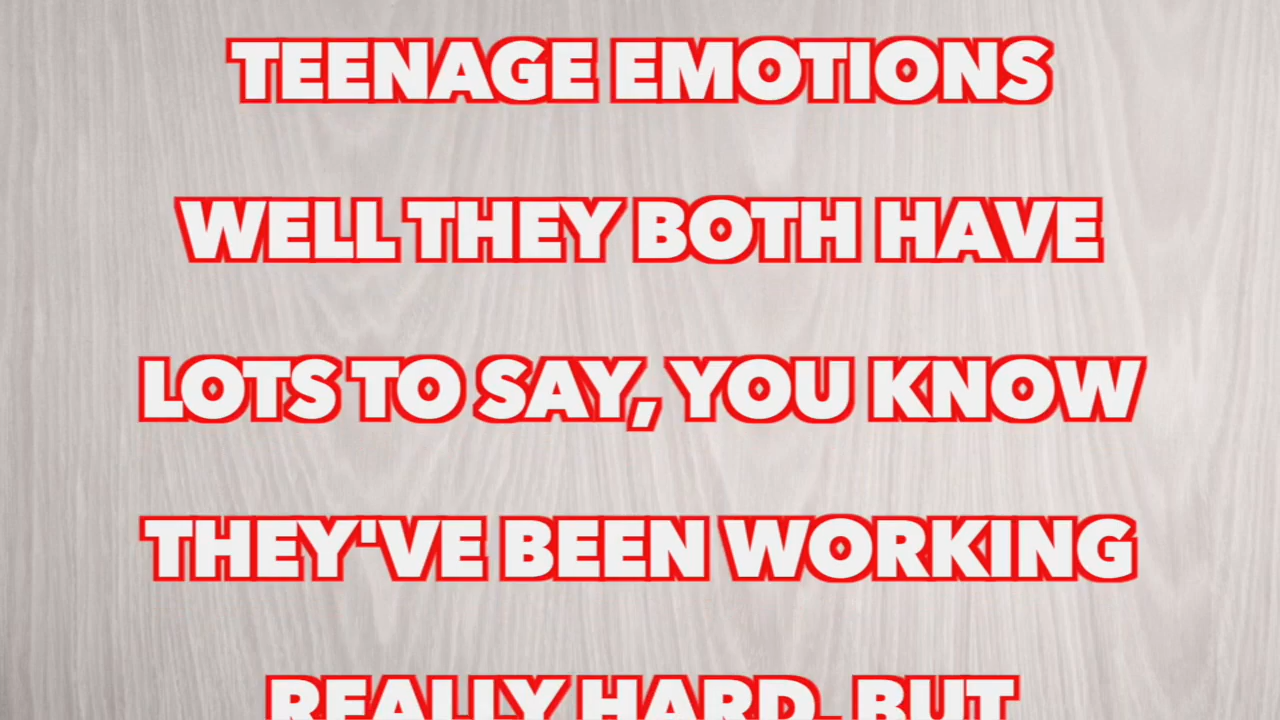 TEENAGE EMOTIONS
WELL THEY BOTH HAVE
LOTS TO SAY, YOU KNOW
THEY'VE BEEN WORKING
REALLY HARD, BUT